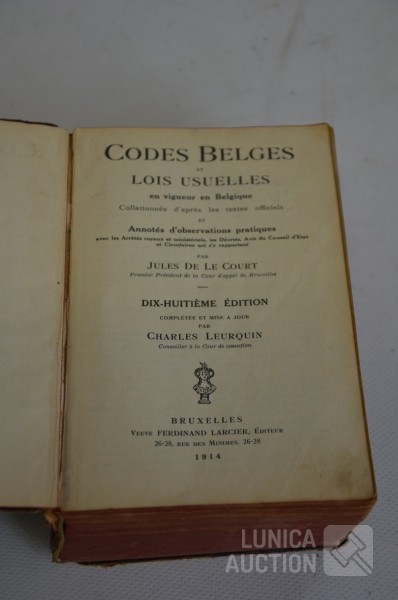 CODES BELGES
ET
LOIS USUELLES
en vigueur en Belgique
Collationnés d'après les textes officiels
ET
Annotés d'observations pratiques
avec les Arrêtés royaux et ministériels, les Décrets, Avis du Conseil d'Etat
et Circulaires qui s'y rapportent
PAR
JULES DE LE COURT
Premier Président de la Cour d'appel de Bruxelles
DIX-HUITIÈME ÉDITION
COMPLÉTÉE ET MISE A JOUR
PAR
CHARLES LEURQUIN
Conseiller à la Cour de cassation
BRUXELLES
VEUVE FERDINAND LARCIER, ÉDITEUR
26-28, RUE DES MINIMES, 26-28
1914
LUNICA
AUCTION